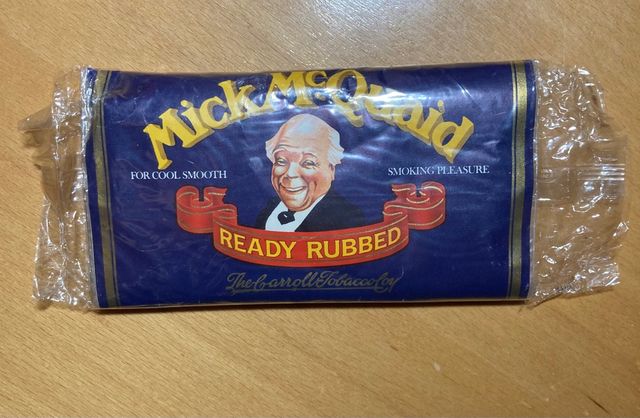 Mick McQuaid
FOR COOL SMOOTH
SMOKING PLEASURE
READY RUBBED
The Carroll Tobacco Coy